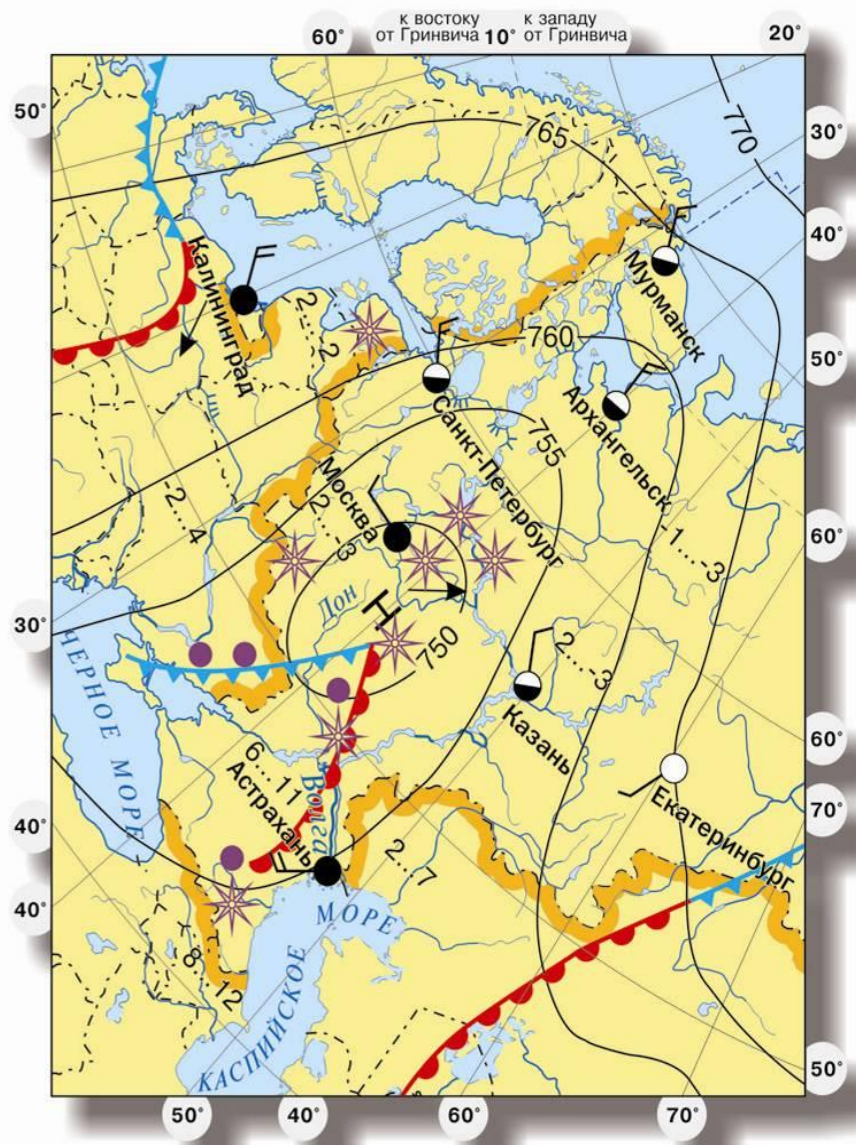 к востоку
от Гринвича
к западу
от Гринвича
60°
10°
20°
50°
30°
770
765
40°
Калининград
Мурманск
2...-2
760
50°
Архангельск
Санкт-Петербург
755
Москва
2...4
2...-3
-1...-3
60°
Дон
Н
750
30°
ЧЕРНОЕ МОРЕ
2...-3
Казань
60°
6...11
Астрахань
Волга
Екатеринбург
70°
40°
2...7
40°
МОРЕ
8...12
КАСПИЙСКОЕ
50°
50°
40°
60°
70°